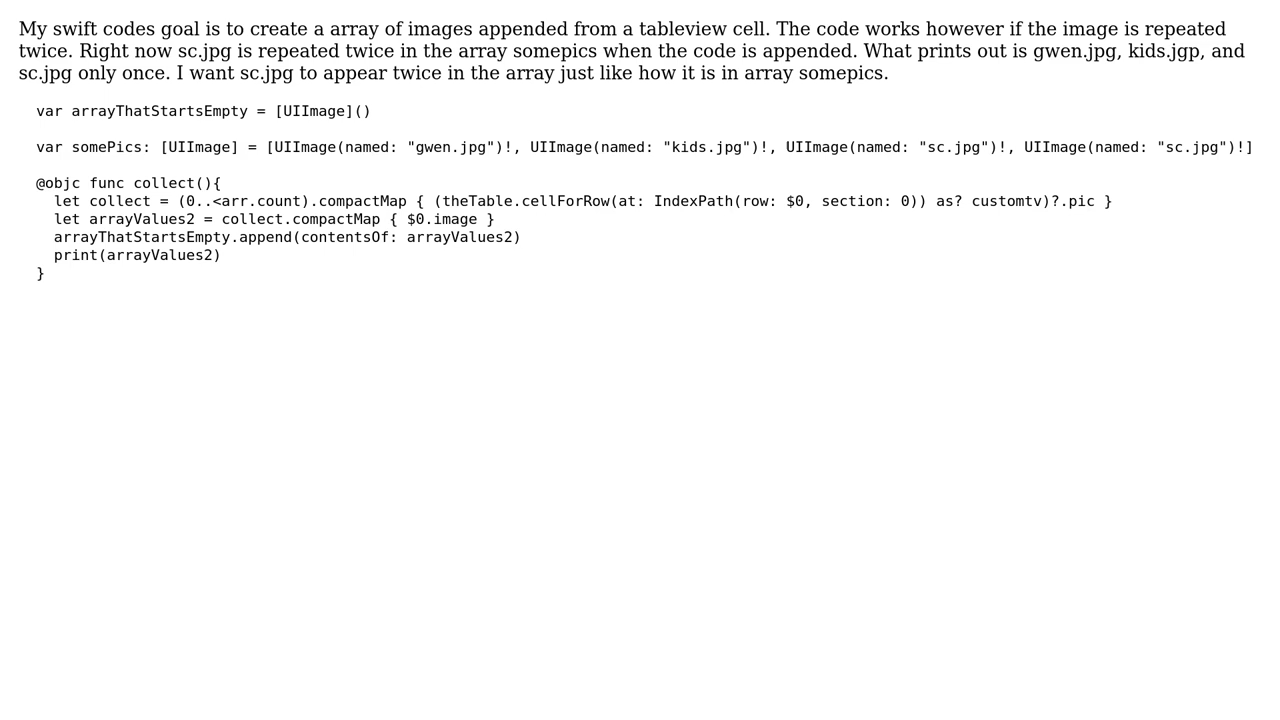 My swift codes goal is to create a array of images appended from a tableview cell. The code works however if the image is repeated
twice. Right now sc.jpg is repeated twice in the array somepics when the code is appended. What prints out is gwen.jpg, kids.jgp, and
sc.jpg only once. I want sc.jpg to appear twice in the array just like how it is in array somepics.
var arrayThatStartsEmpty = [UIImage]()
var somePics: [UIImage] = [UIImage(named: "gwen.jpg")!, UIImage(named: "kids.jpg")!, UIImage(named: "sc.jpg")!, UIImage(named: "sc.jpg")!]
@objc func collect(){
  let collect = (0..<arr.count).compactMap { (theTable.cellForRow(at: IndexPath(row: $0, section: 0)) as? customtv)?.pic }
  let arrayValues2 = collect.compactMap { $0.image }
  arrayThatStartsEmpty.append(contentsOf: arrayValues2)
  print(arrayValues2)
}